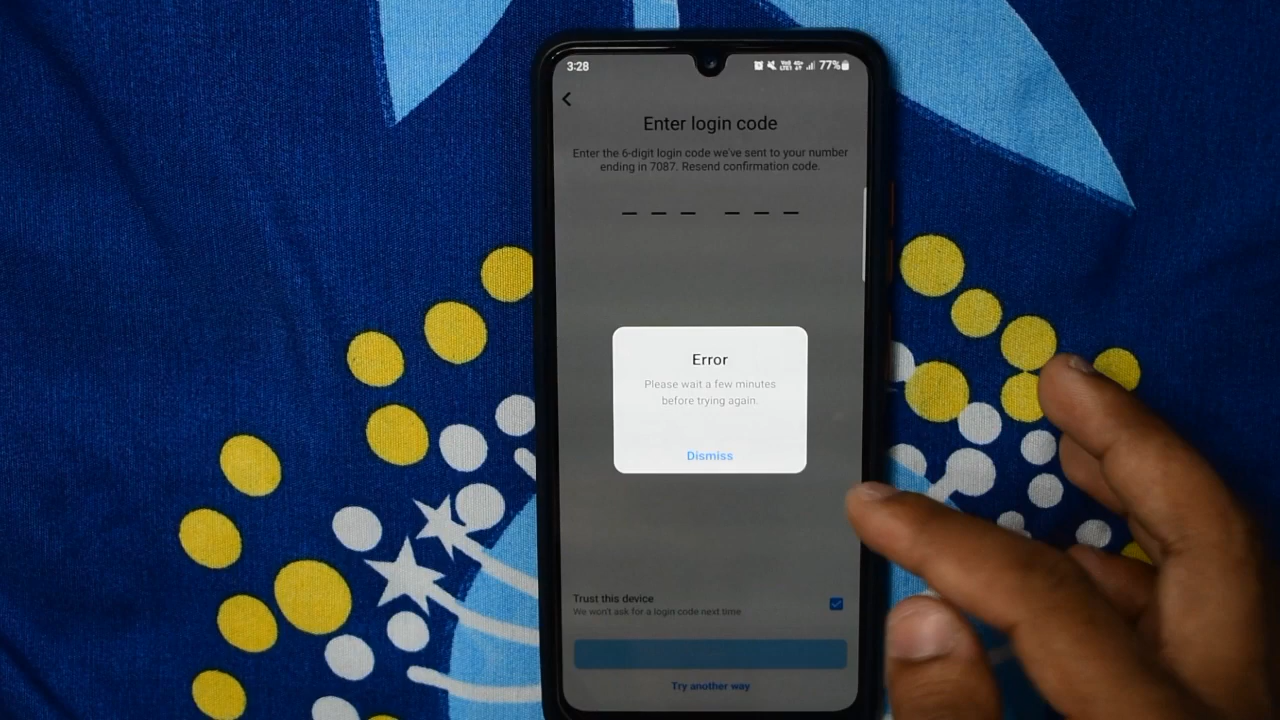 3:28
77%
Enter login code
Enter the 6-digit login code we've sent to your number
ending in 7087. Resend confirmation code.
Error
Please wait a few minutes
before trying again.
Dismiss
Trust this device
We won't ask for a login code next time
Try another way